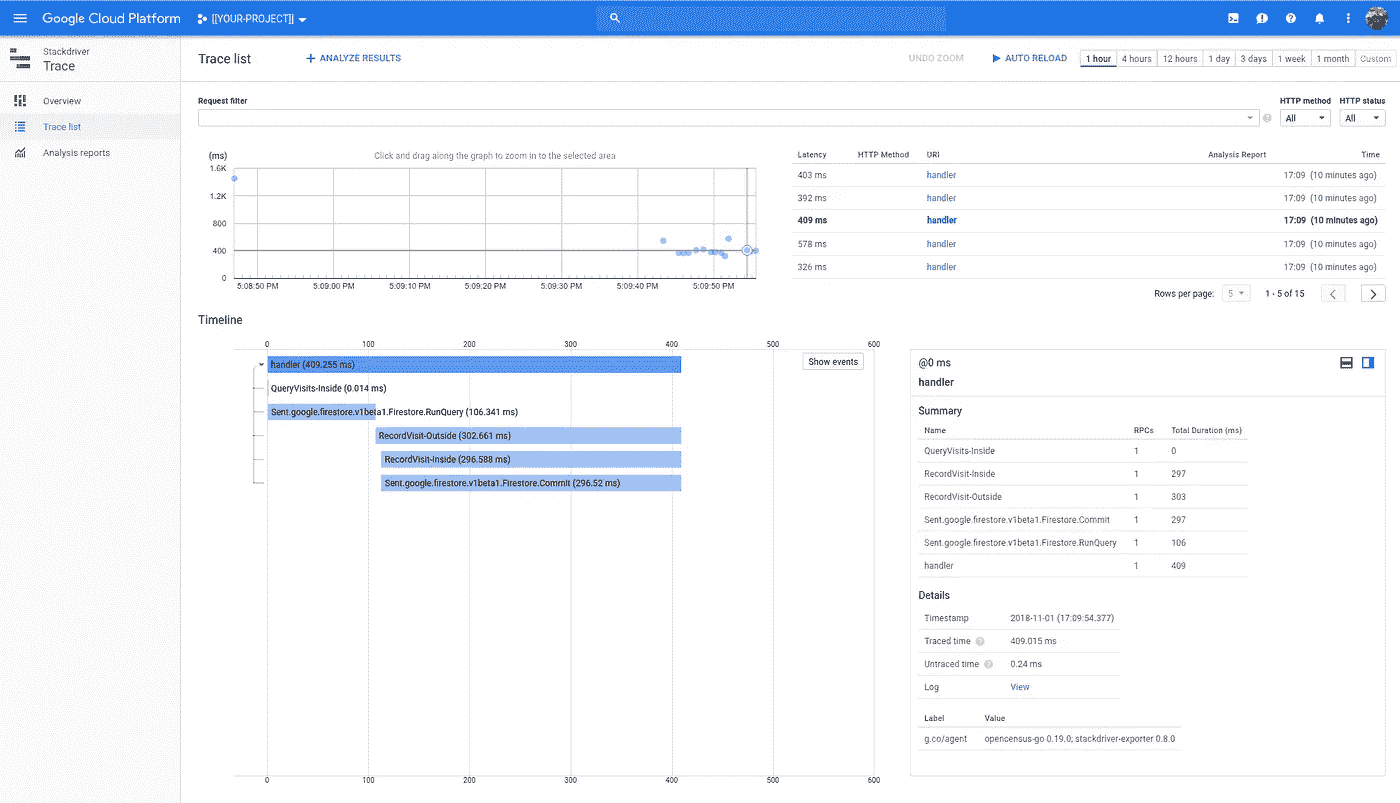 Google Cloud Platform [[YOUR-PROJECT]]
Stackdriver
Trace
Overview
Trace list
Analysis reports
Trace list + ANALYZE RESULTS UNDO ZOOM AUTO RELOAD 1 hour 4 hours 12 hours 1 day 3 days 1 week 1 month Custom
Request filter HTTP method HTTP status
All All
(ms) Click and drag along the graph to zoom in to the selected area
1.6K
1.2K
800
400
0
5:08:50 PM 5:09:00 PM 5:09:10 PM 5:09:20 PM 5:09:30 PM 5:09:40 PM 5:09:50 PM
Latency HTTP Method URI Analysis Report Time
403 ms handler 17:09 (10 minutes ago)
392 ms handler 17:09 (10 minutes ago)
409 ms handler 17:09 (10 minutes ago)
578 ms handler 17:09 (10 minutes ago)
326 ms handler 17:09 (10 minutes ago)
Rows per page: 5 1 - 5 of 15
Timeline
0 100 200 300 400 500 600
handler (409.255 ms)
Show events
QueryVisits-Inside (0.014 ms)
Sent.google.firestore.v1beta1.Firestore.RunQuery (106.341 ms)
RecordVisit-Outside (302.661 ms)
RecordVisit-Inside (296.588 ms)
Sent.google.firestore.v1beta1.Firestore.Commit (296.52 ms)
0 100 200 300 400 500 600
@0 ms
handler
Summary
Name RPCs Total Duration (ms)
QueryVisits-Inside 1 0
RecordVisit-Inside 1 297
RecordVisit-Outside 1 303
Sent.google.firestore.v1beta1.Firestore.Commit 1 297
Sent.google.firestore.v1beta1.Firestore.RunQuery 1 106
handler 1 409
Details
Timestamp 2018-11-01 (17:09:54.377)
Traced time 409.015 ms
Untraced time 0.24 ms
Log View
Label Value
g.co/agent opencensus-go 0.19.0; stackdriver-exporter 0.8.0